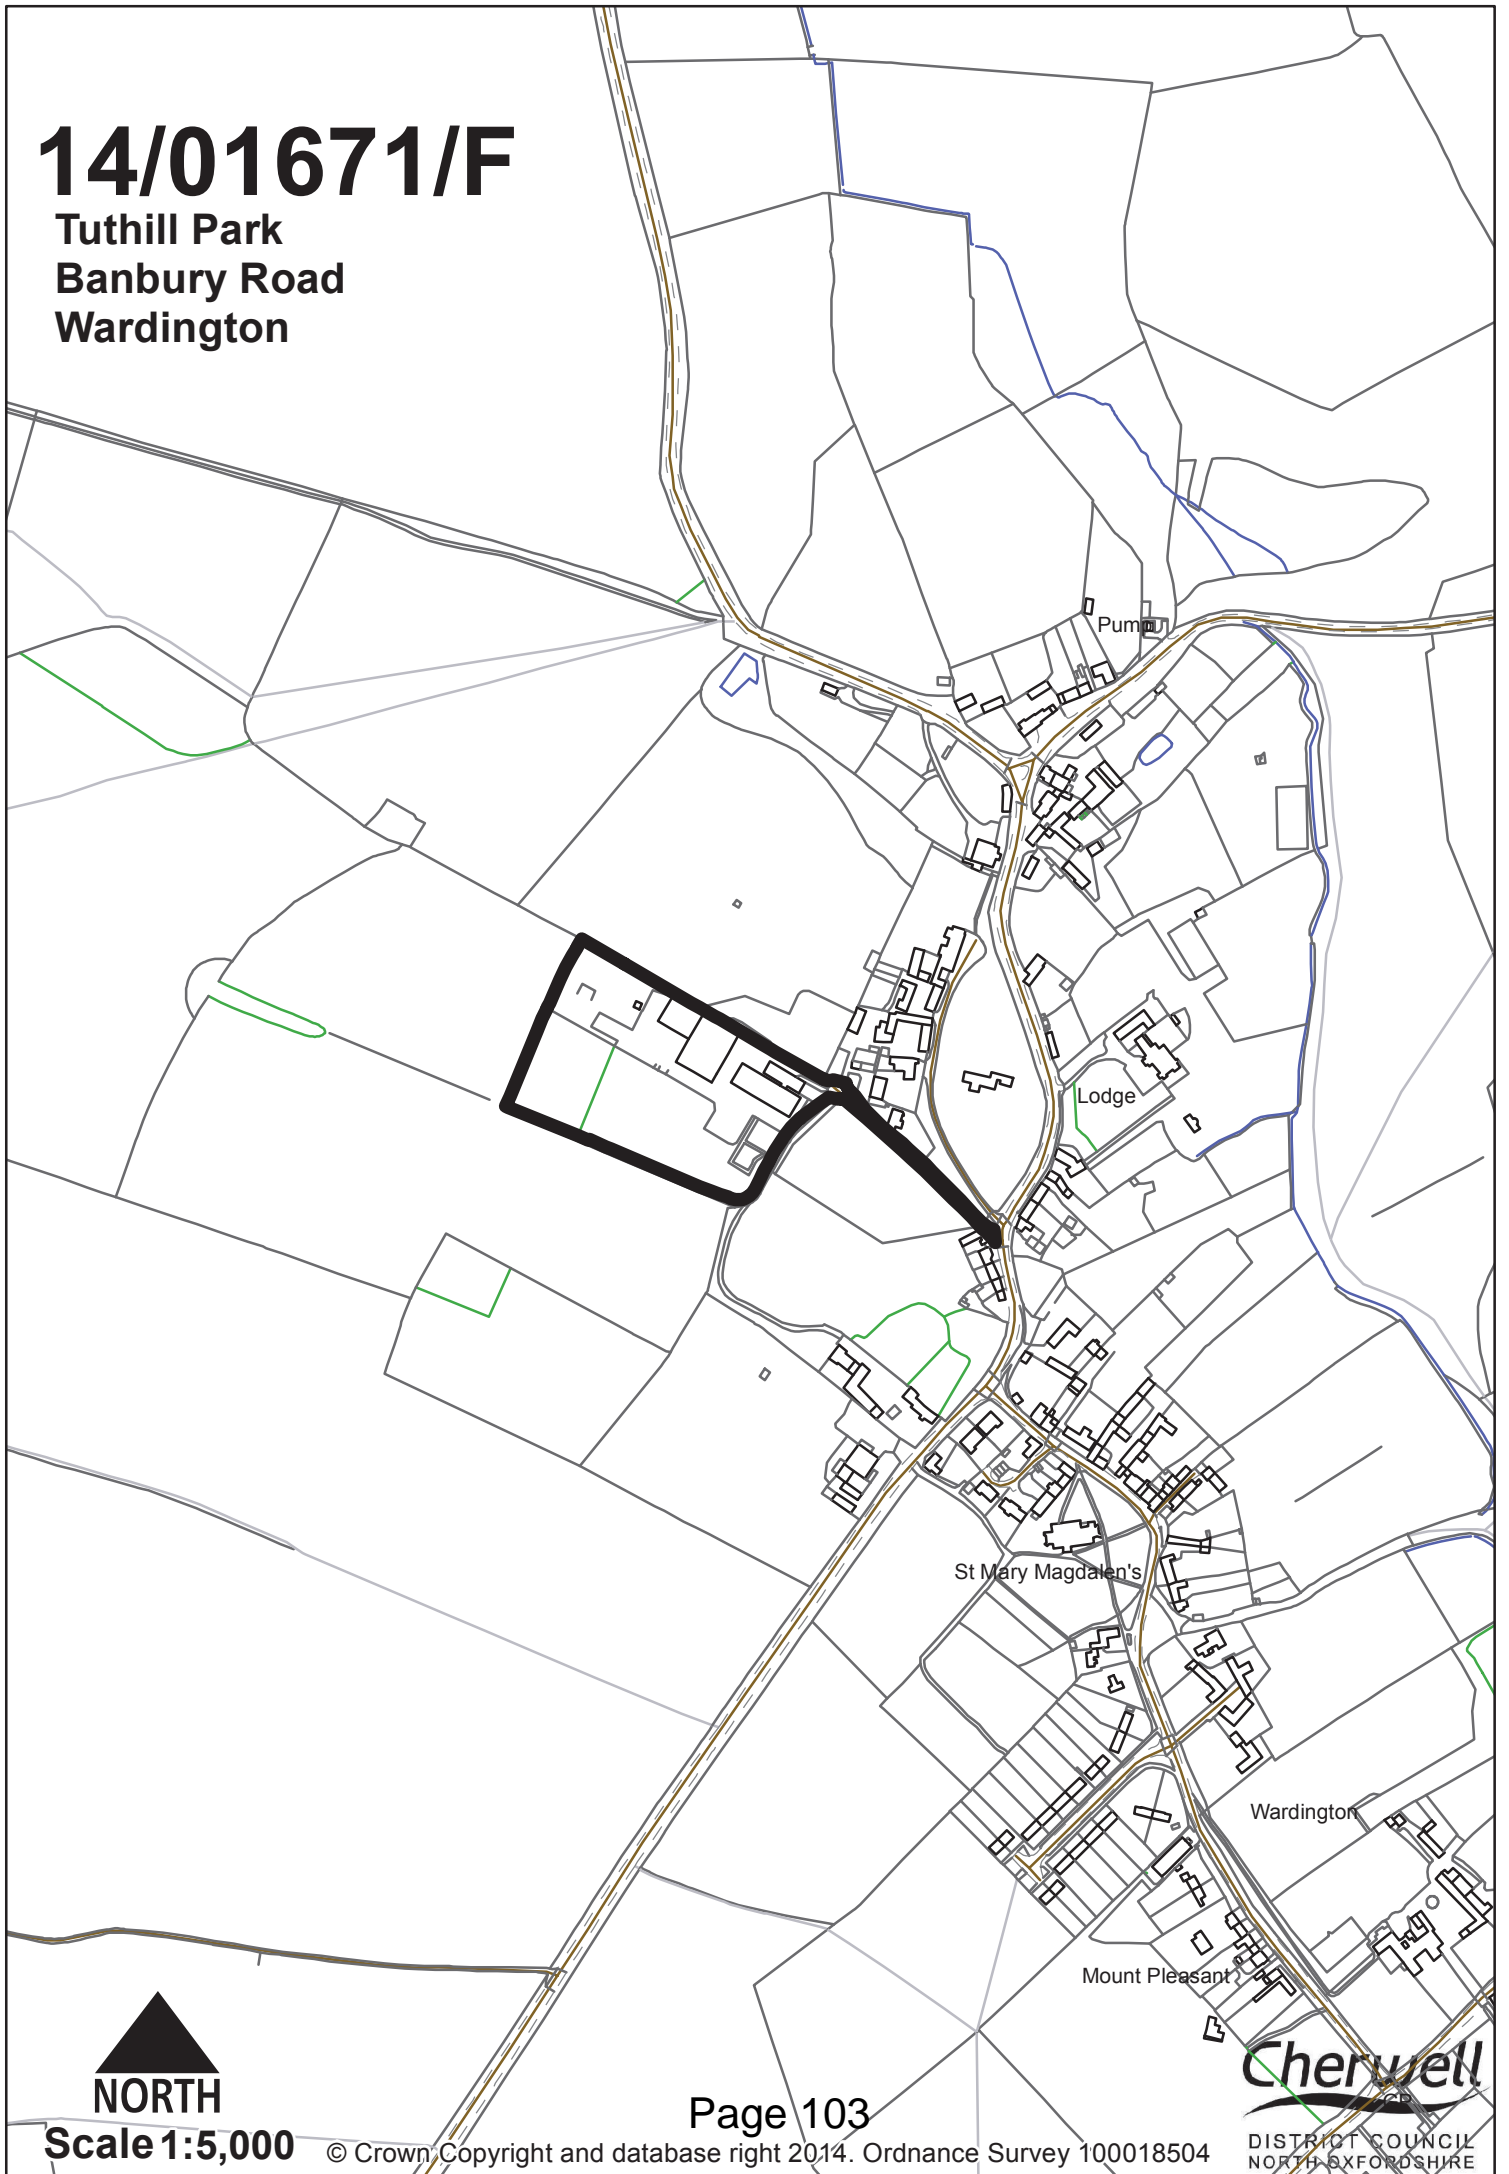 14/01671/F
Tuthill Park
Banbury Road
Wardington
Pump
Lodge
St Mary Magdalen's
Wardington
Mount Pleasant
NORTH
Scale 1:5,000
Page 103
© Crown Copyright and database right 2014. Ordnance Survey 100018504
Cherwell
CP
DISTRICT COUNCIL
NORTH OXFORDSHIRE